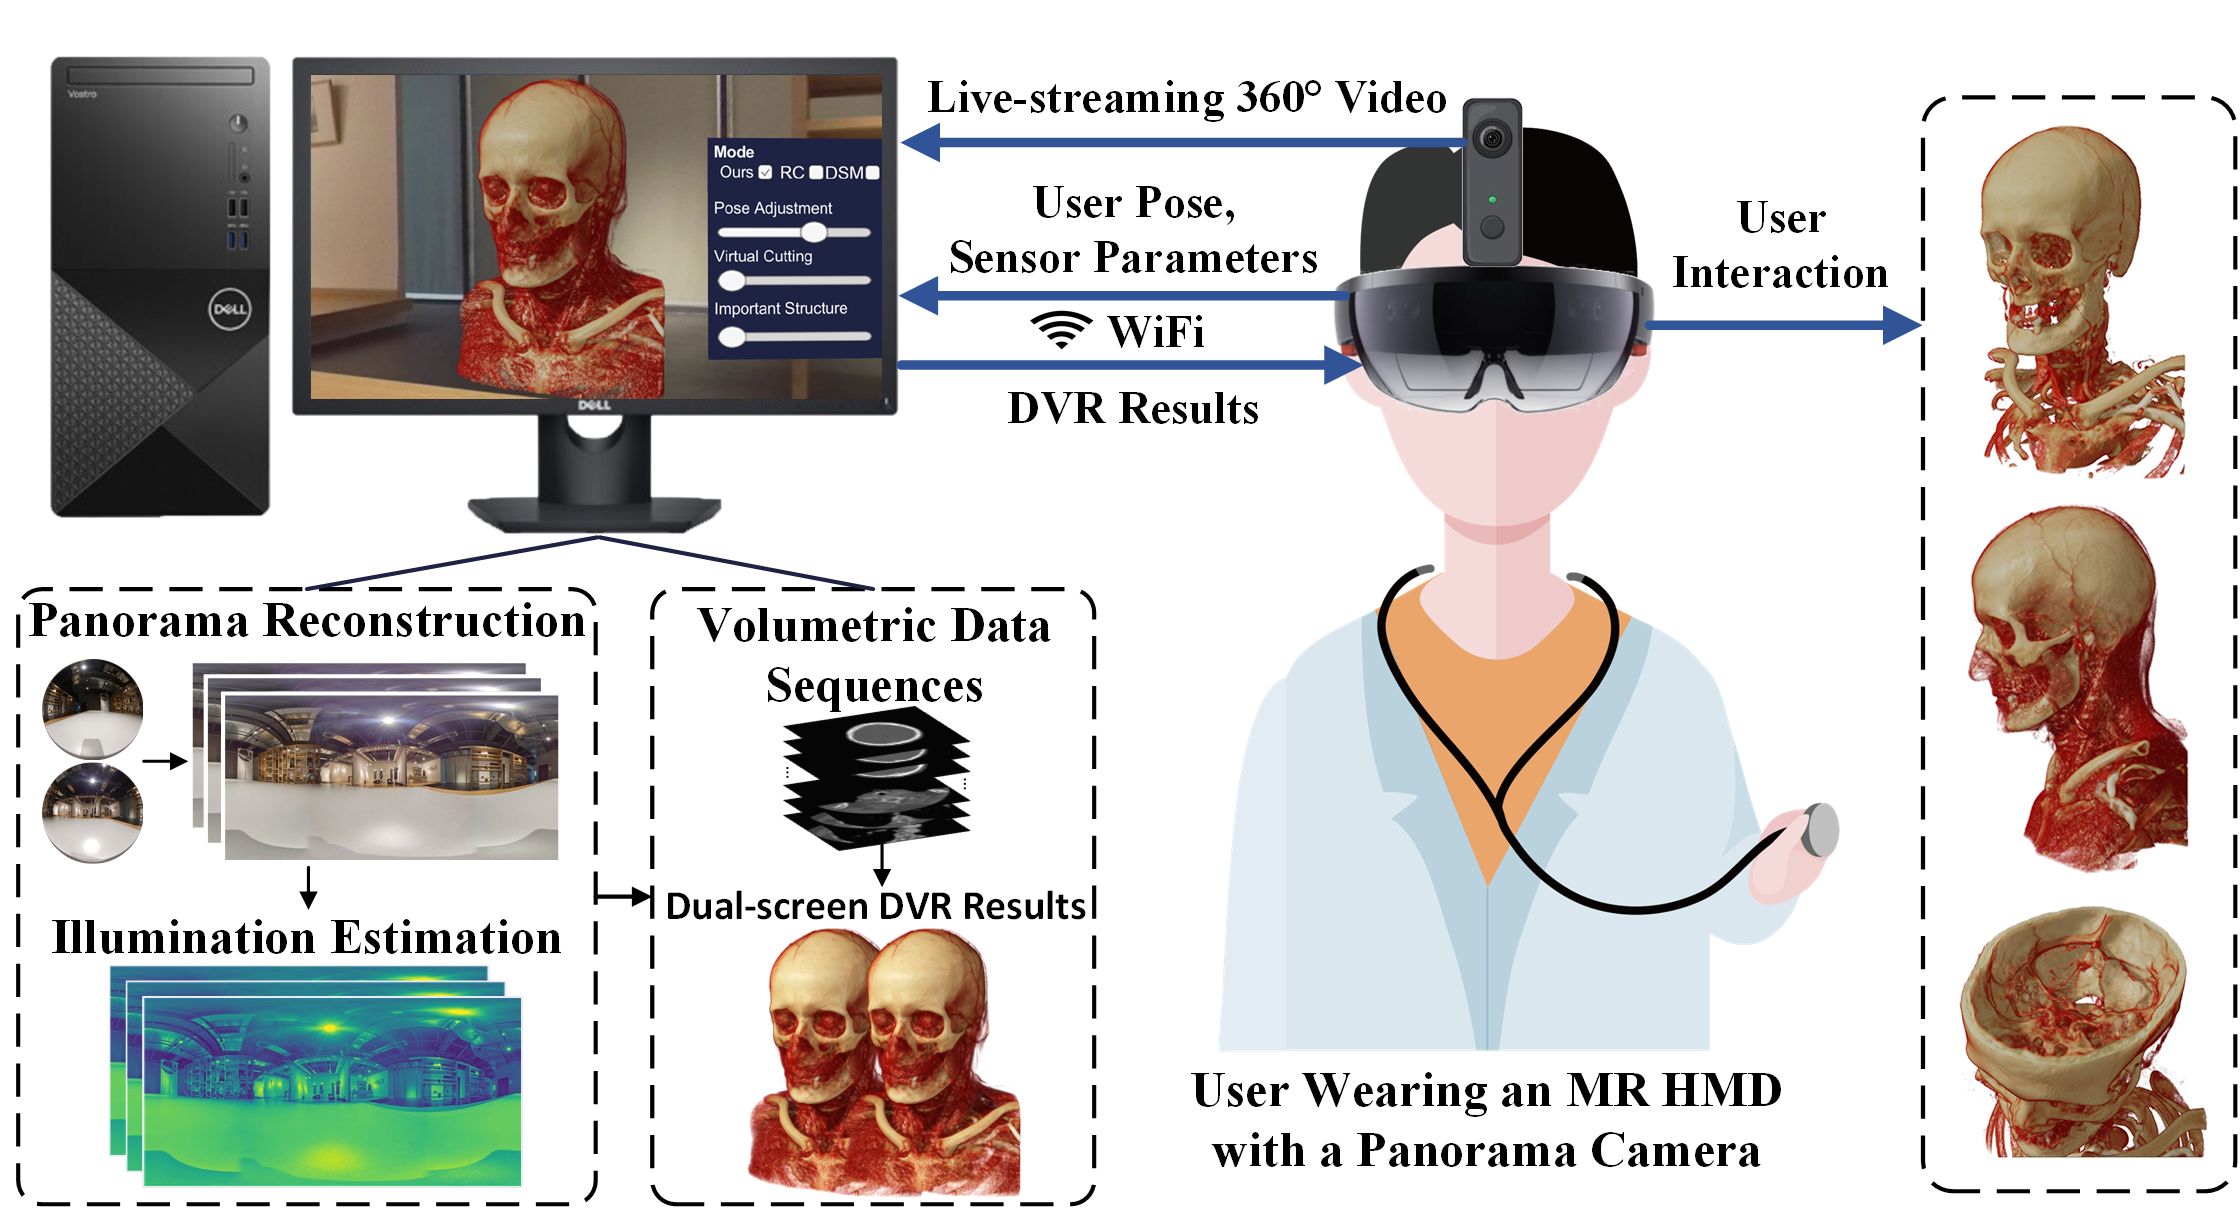 Vostro
DELL
DELL
Mode
Ours RC DSM
Pose Adjustment
Virtual Cutting
Important Structure
Live-streaming 360° Video
User Pose,
Sensor Parameters
WiFi
DVR Results
User
Interaction
Panorama Reconstruction
Illumination Estimation
Volumetric Data
Sequences
Dual-screen DVR Results
User Wearing an MR HMD
with a Panorama Camera